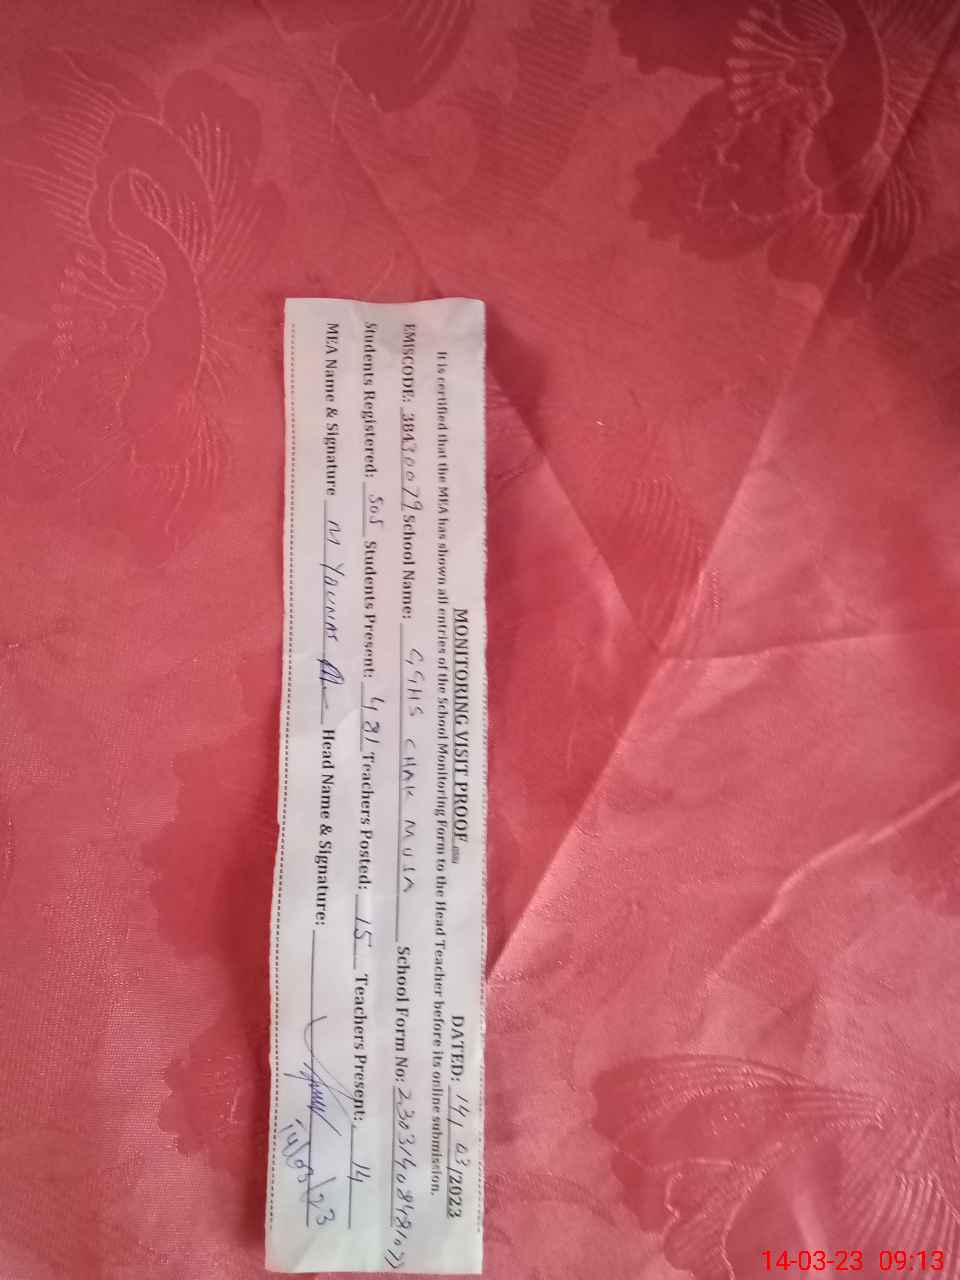 MONITORING VISIT PROOF DATED: 14/03/2023
It is certified that the MEA has shown all entries of the School Monitoring Form to the Head Teacher before its online submission.
EMISCODE: 38430079 School Name: GGHS CHAK MUSA School Form No:
Students Registered: 505 Students Present: 481 Teachers Posted: 15 Teachers Present: 14
MEA Name & Signature M YOUNAS Head Name & Signature:
14/03/23
14-03-23 09:13